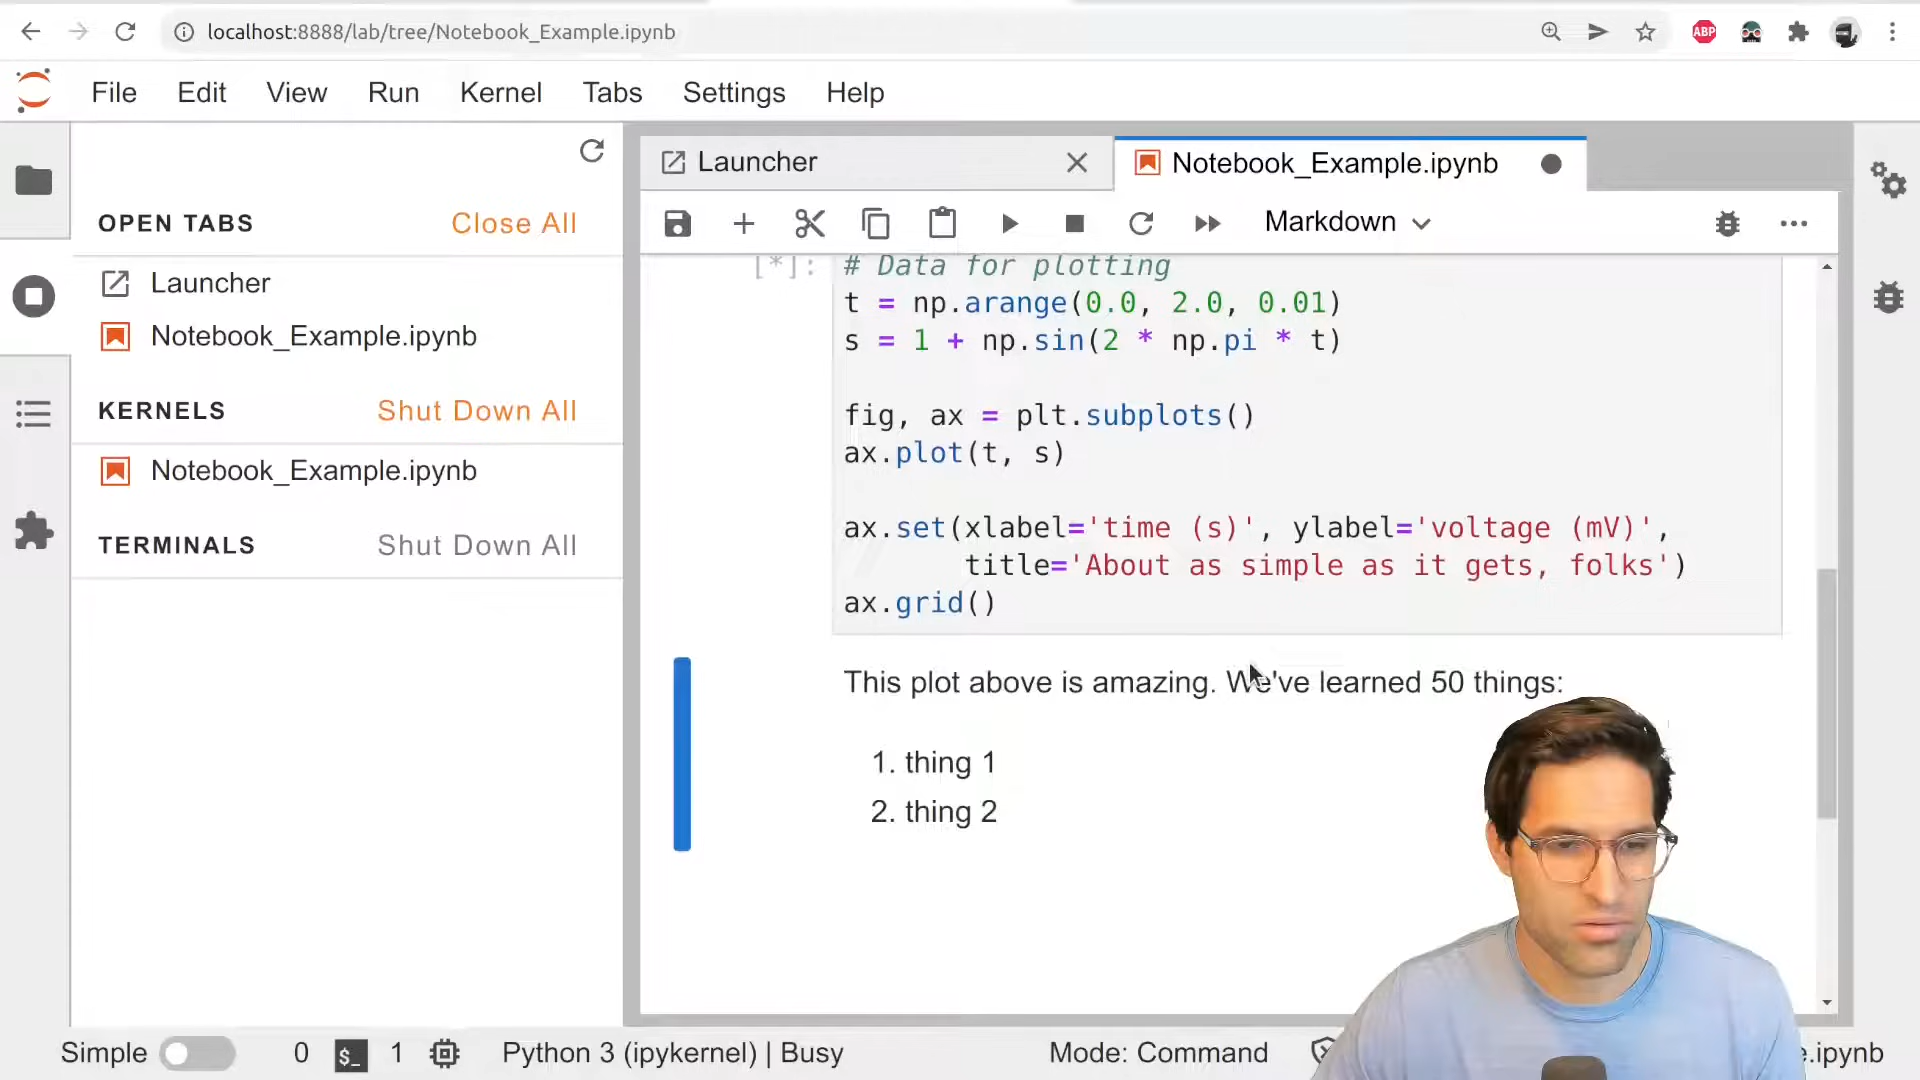 localhost:8888/lab/tree/Notebook_Example.ipynb
ABP
File Edit View Run Kernel Tabs Settings Help
Launcher
Notebook_Example.ipynb
OPEN TABS Close All
Launcher
Notebook_Example.ipynb
KERNELS Shut Down All
Notebook_Example.ipynb
TERMINALS Shut Down All
Markdown
[*]:
# Data for plotting
t = np.arange(0.0, 2.0, 0.01)
s = 1 + np.sin(2 * np.pi * t)
fig, ax = plt.subplots()
ax.plot(t, s)
ax.set(xlabel='time (s)', ylabel='voltage (mV)',
title='About as simple as it gets, folks')
ax.grid()
This plot above is amazing. We've learned 50 things:
1. thing 1
2. thing 2
Simple 0 $_ 1 Python 3 (ipykernel) | Busy Mode: Command e.ipynb